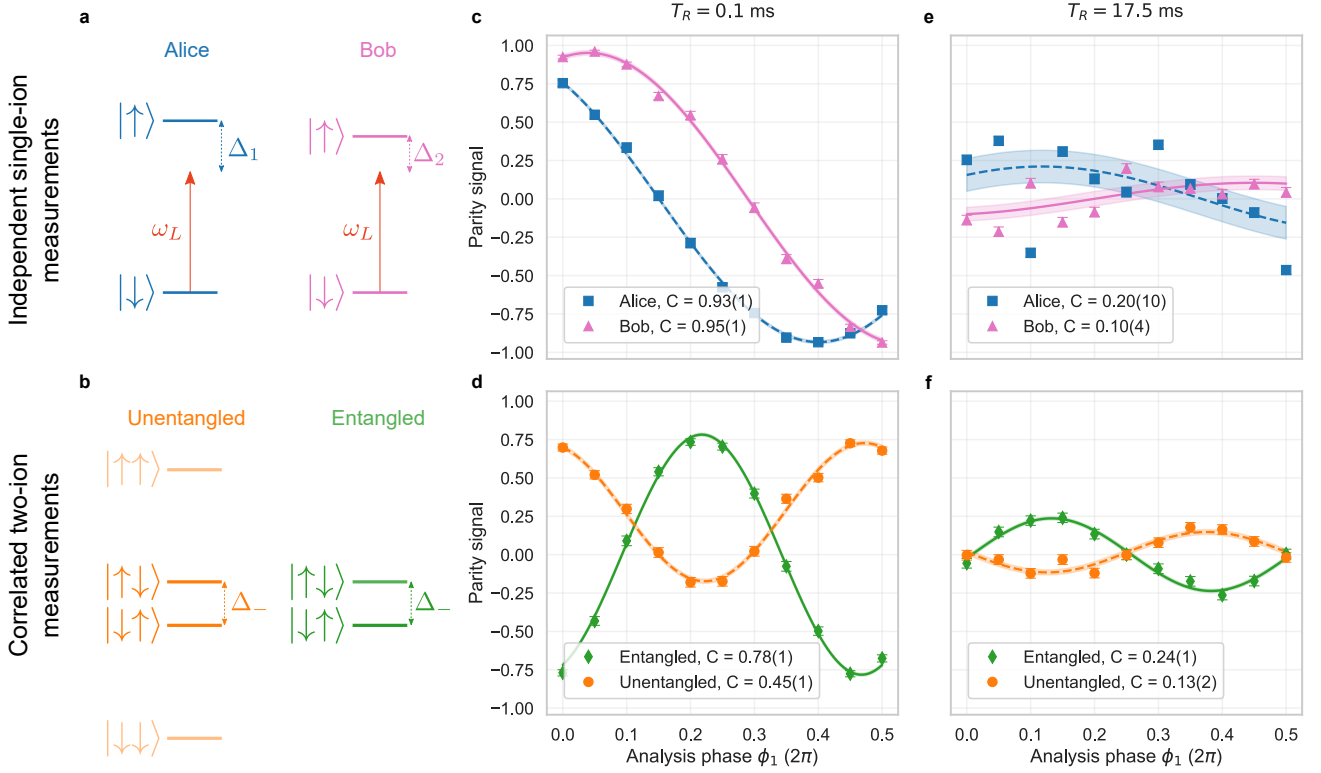 a
Alice
Bob
|↑⟩
Δ₁
|↑⟩
Δ₂
ω_L
ω_L
|↓⟩
|↓⟩
Independent single-ion
measurements
c
T_R = 0.1 ms
1.00
0.75
0.50
0.25
0.00
−0.25
−0.50
−0.75
−1.00
Parity signal
Alice, C = 0.93(1)
Bob, C = 0.95(1)
e
T_R = 17.5 ms
Alice, C = 0.20(10)
Bob, C = 0.10(4)
b
Unentangled
Entangled
|↑↑⟩
|↑↓⟩
|↓↑⟩
Δ₋
|↑↓⟩
|↓↑⟩
Δ₋
|↓↓⟩
Correlated two-ion
measurements
d
1.00
0.75
0.50
0.25
0.00
−0.25
−0.50
−0.75
−1.00
Parity signal
Entangled, C = 0.78(1)
Unentangled, C = 0.45(1)
0.0 0.1 0.2 0.3 0.4 0.5
Analysis phase ϕ₁ (2π)
f
Entangled, C = 0.24(1)
Unentangled, C = 0.13(2)
0.0 0.1 0.2 0.3 0.4 0.5
Analysis phase ϕ₁ (2π)